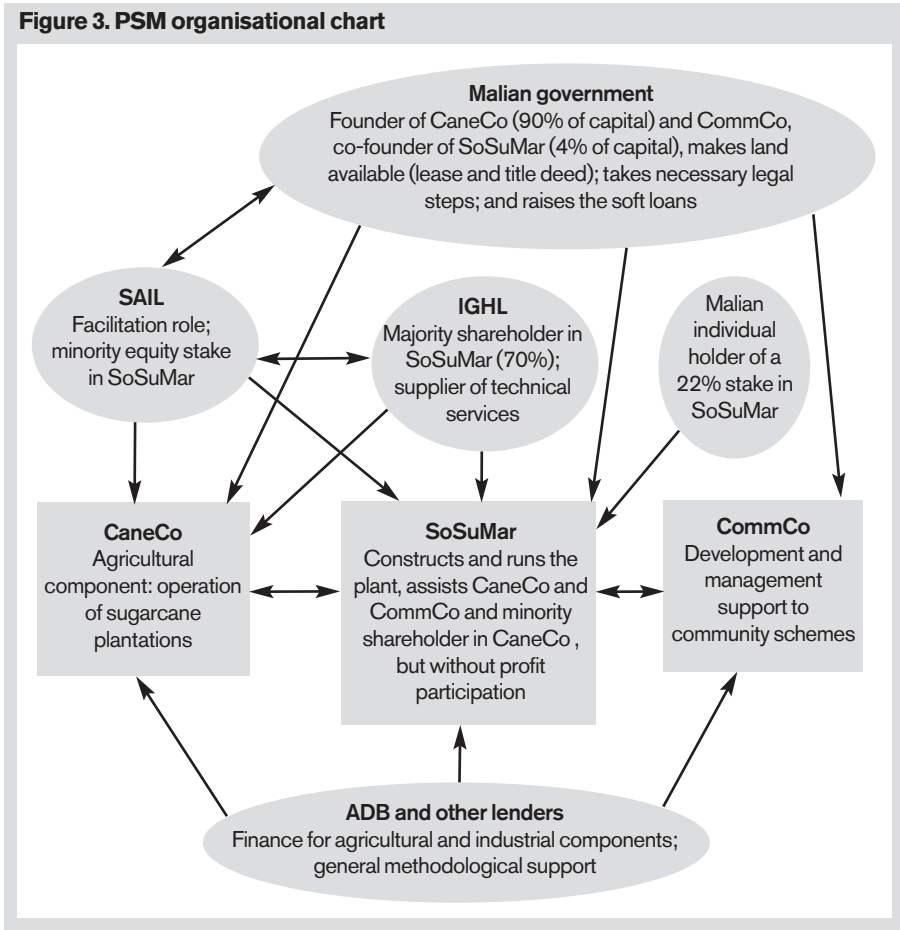 Figure 3. PSM organisational chart
Malian government
Founder of CaneCo (90% of capital) and CommCo,
co-founder of SoSuMar (4% of capital), makes land
available (lease and title deed); takes necessary legal
steps; and raises the soft loans
SAIL
Facilitation role;
minority equity stake
in SoSuMar
IGHL
Majority shareholder in
SoSuMar (70%);
supplier of technical
services
Malian
individual
holder of a
22% stake in
SoSuMar
CaneCo
Agricultural
component: operation
of sugarcane
plantations
SoSuMar
Constructs and runs the
plant, assists CaneCo and
CommCo and minority
shareholder in CaneCo ,
but without profit
participation
CommCo
Development and
management
support to
community schemes
ADB and other lenders
Finance for agricultural and industrial components;
general methodological support